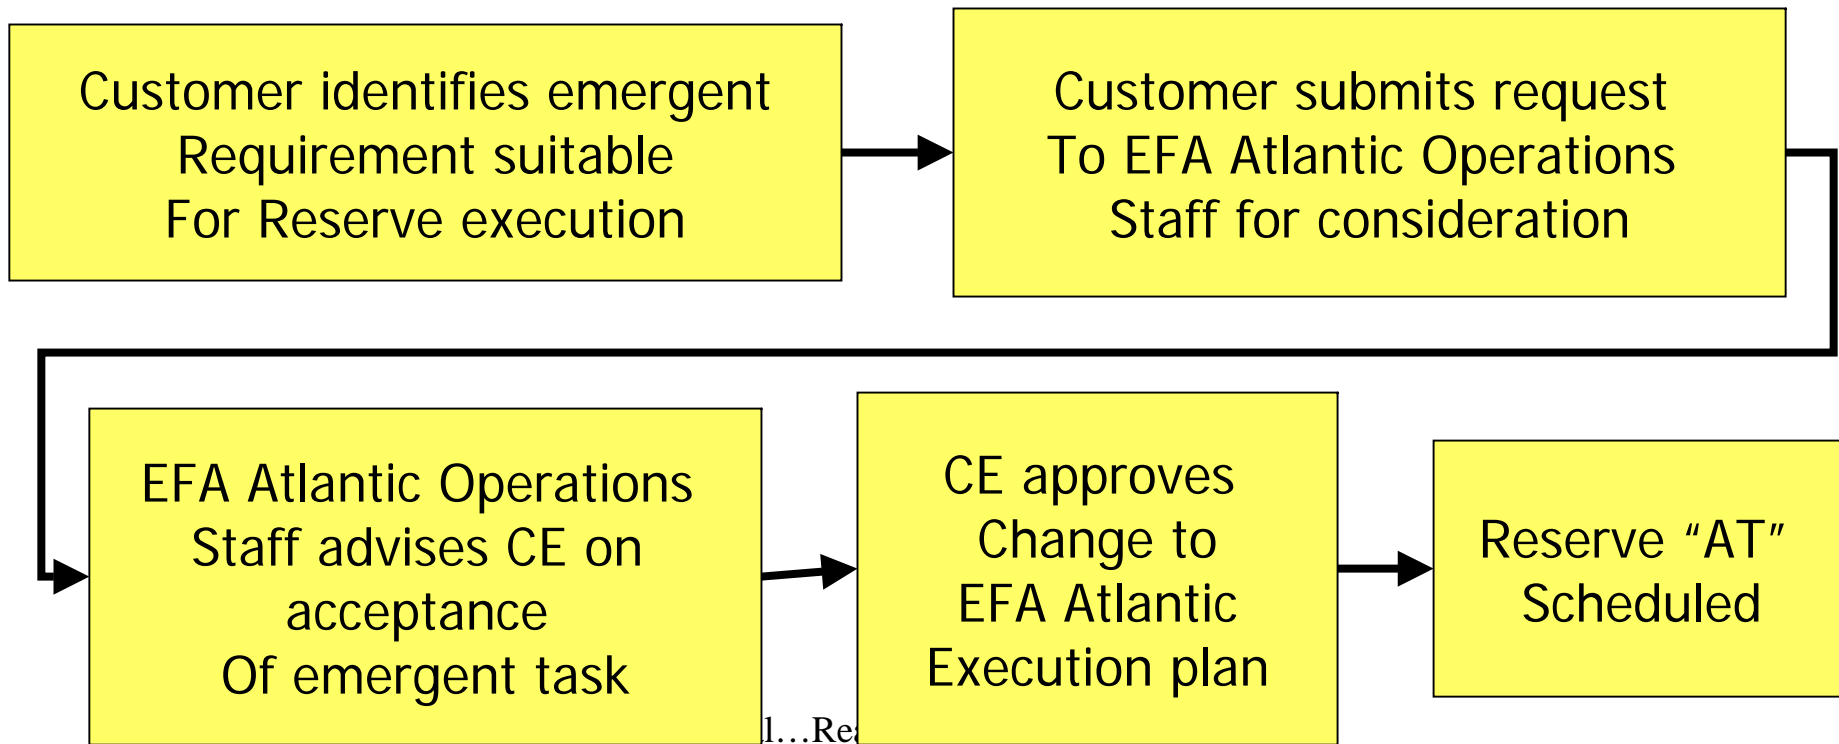 Customer identifies emergent
Requirement suitable
For Reserve execution
Customer submits request
To EFA Atlantic Operations
Staff for consideration
EFA Atlantic Operations
Staff advises CE on
acceptance
Of emergent task
CE approves
Change to
EFA Atlantic
Execution plan
Reserve “AT”
Scheduled